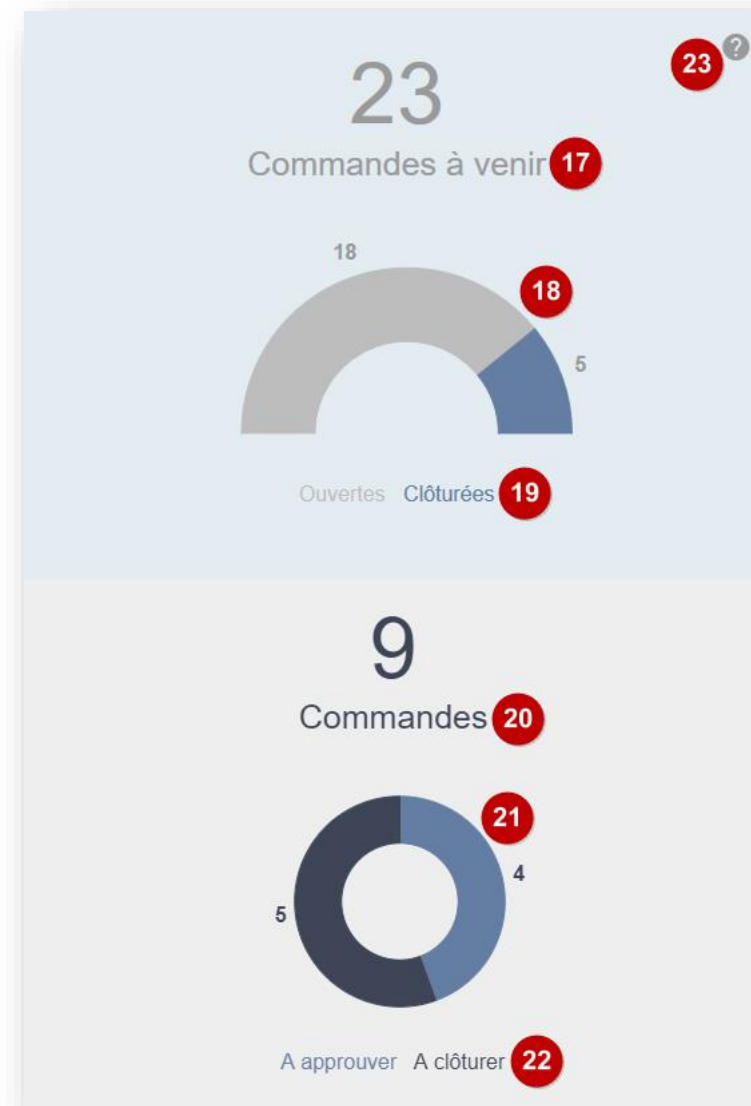 23
23 ?
Commandes à venir 17
18
18
5
Ouvertes Clôturées 19
9
Commandes 20
21
4
5
A approuver A clôturer 22